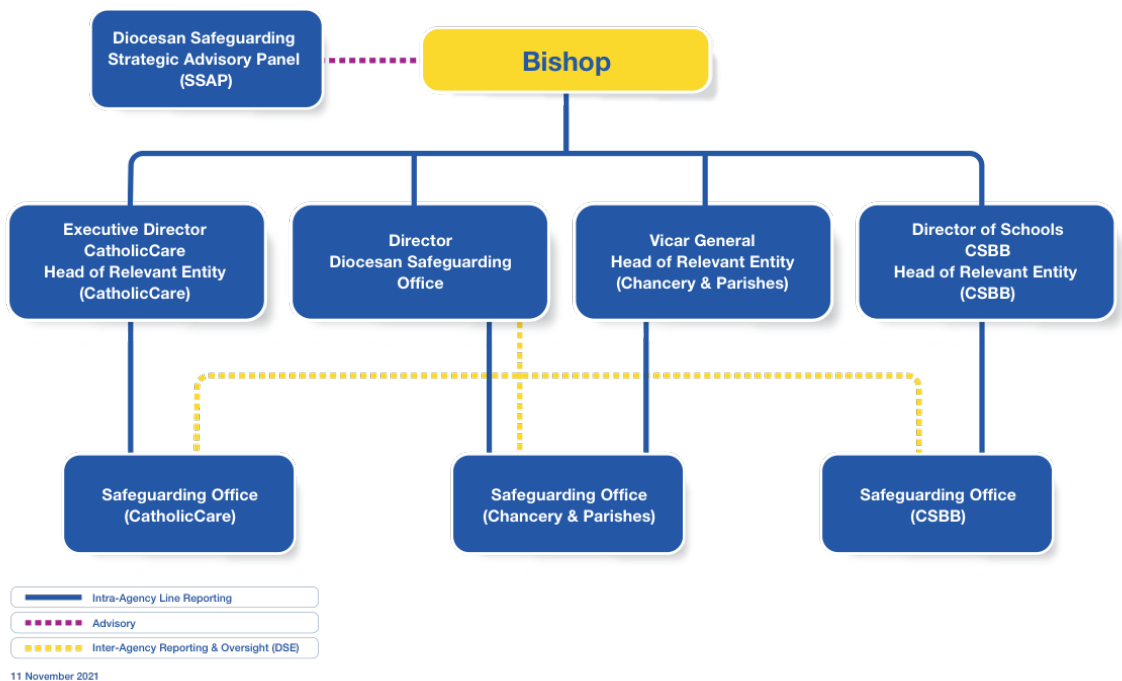 Diocesan Safeguarding
Strategic Advisory Panel
(SSAP)
Bishop
Executive Director
CatholicCare
Head of Relevant Entity
(CatholicCare)
Director
Diocesan Safeguarding
Office
Vicar General
Head of Relevant Entity
(Chancery & Parishes)
Director of Schools
CSBB
Head of Relevant Entity
(CSBB)
Safeguarding Office
(CatholicCare)
Safeguarding Office
(Chancery & Parishes)
Safeguarding Office
(CSBB)
Intra-Agency Line Reporting
Advisory
Inter-Agency Reporting & Oversight (DSE)
11 November 2021